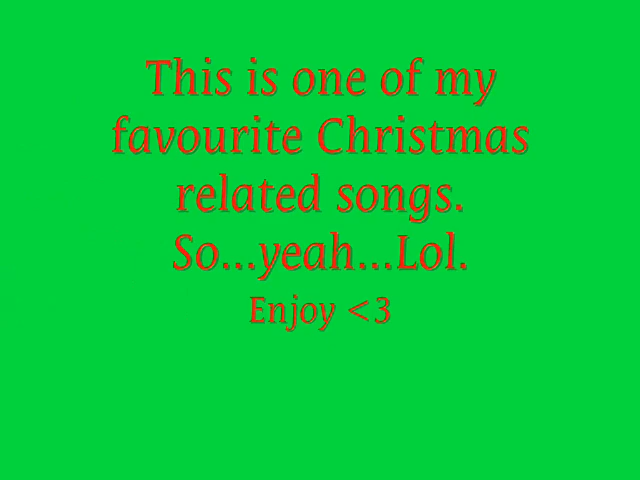 This is one of my
favourite Christmas
related songs.
So...yeah...Lol.
Enjoy <3